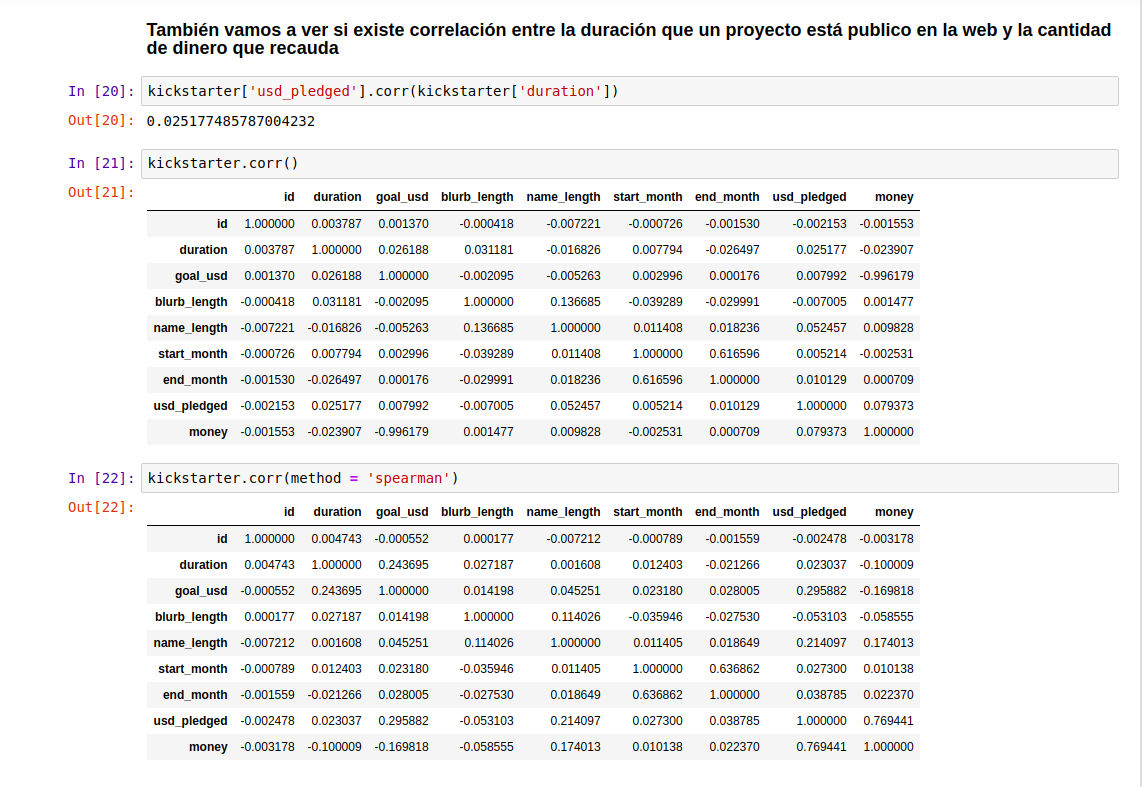 También vamos a ver si existe correlación entre la duración que un proyecto está publico en la web y la cantidad
de dinero que recauda
In [20]: kickstarter['usd_pledged'].corr(kickstarter['duration'])
Out[20]: 0.025177485787004232
In [21]: kickstarter.corr()
Out[21]:
id duration goal_usd blurb_length name_length start_month end_month usd_pledged money
id 1.000000 0.003787 0.001370 -0.000418 -0.007221 -0.000726 -0.001530 -0.002153 -0.001553
duration 0.003787 1.000000 0.026188 0.031181 -0.016826 0.007794 -0.026497 0.025177 -0.023907
goal_usd 0.001370 0.026188 1.000000 -0.002095 -0.005263 0.002996 0.000176 0.007992 -0.996179
blurb_length -0.000418 0.031181 -0.002095 1.000000 0.136685 -0.039289 -0.029991 -0.007005 0.001477
name_length -0.007221 -0.016826 -0.005263 0.136685 1.000000 0.011408 0.018236 0.052457 0.009828
start_month -0.000726 0.007794 0.002996 -0.039289 0.011408 1.000000 0.616596 0.005214 -0.002531
end_month -0.001530 -0.026497 0.000176 -0.029991 0.018236 0.616596 1.000000 0.010129 0.000709
usd_pledged -0.002153 0.025177 0.007992 -0.007005 0.052457 0.005214 0.010129 1.000000 0.079373
money -0.001553 -0.023907 -0.996179 0.001477 0.009828 -0.002531 0.000709 0.079373 1.000000
In [22]: kickstarter.corr(method = 'spearman')
Out[22]:
id duration goal_usd blurb_length name_length start_month end_month usd_pledged money
id 1.000000 0.004743 -0.000552 0.000177 -0.007212 -0.000789 -0.001559 -0.002478 -0.003178
duration 0.004743 1.000000 0.243695 0.027187 0.001608 0.012403 -0.021266 0.023037 -0.100009
goal_usd -0.000552 0.243695 1.000000 0.014198 0.045251 0.023180 0.028005 0.295882 -0.169818
blurb_length 0.000177 0.027187 0.014198 1.000000 0.114026 -0.035946 -0.027530 -0.053103 -0.058555
name_length -0.007212 0.001608 0.045251 0.114026 1.000000 0.011405 0.018649 0.214097 0.174013
start_month -0.000789 0.012403 0.023180 -0.035946 0.011405 1.000000 0.636862 0.027300 0.010138
end_month -0.001559 -0.021266 0.028005 -0.027530 0.018649 0.636862 1.000000 0.038785 0.022370
usd_pledged -0.002478 0.023037 0.295882 -0.053103 0.214097 0.027300 0.038785 1.000000 0.769441
money -0.003178 -0.100009 -0.169818 -0.058555 0.174013 0.010138 0.022370 0.769441 1.000000